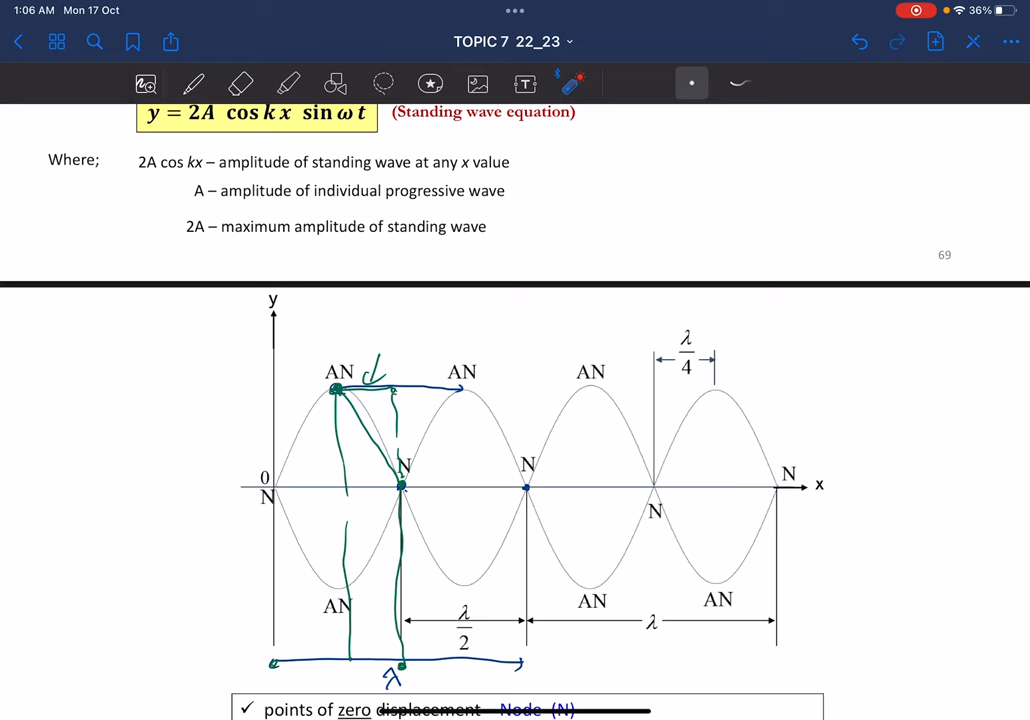 1:06 AM Mon 17 Oct
36%
TOPIC 7 22_23
y = 2A cos k x sin ω t (Standing wave equation)
Where; 2A cos kx – amplitude of standing wave at any x value
A – amplitude of individual progressive wave
2A – maximum amplitude of standing wave
69
y
λ/4
AN d AN AN
N N N
0 x
N N
AN AN AN
λ/2 λ
λ
✓ points of zero displacement – Node (N)